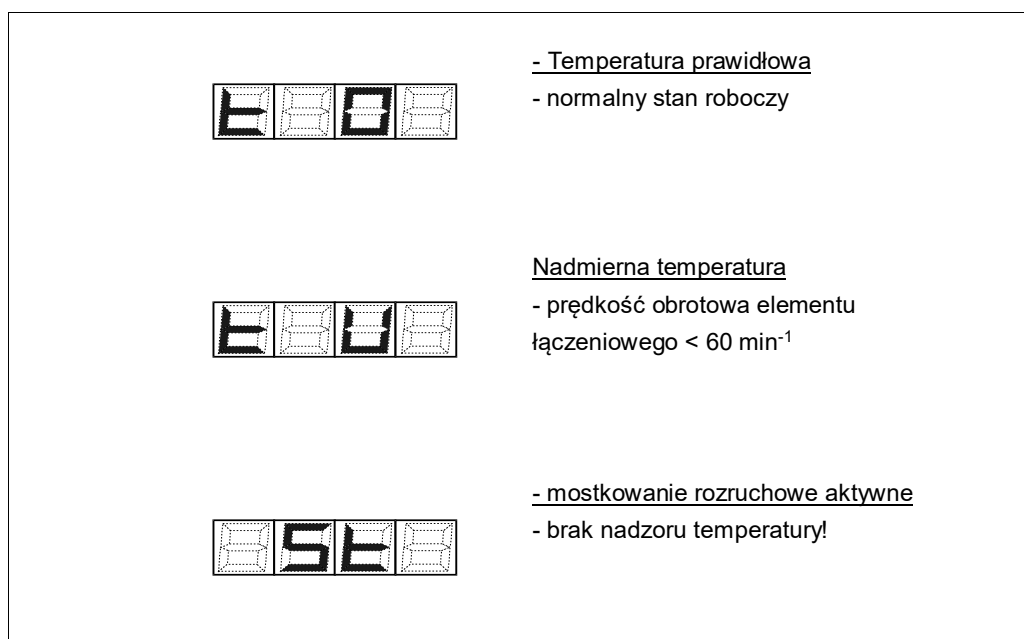 - Temperatura prawidłowa
t 0
- normalny stan roboczy
Nadmierna temperatura
t U
- prędkość obrotowa elementu
łączeniowego < 60 min-1
- mostkowanie rozruchowe aktywne
St
- brak nadzoru temperatury!